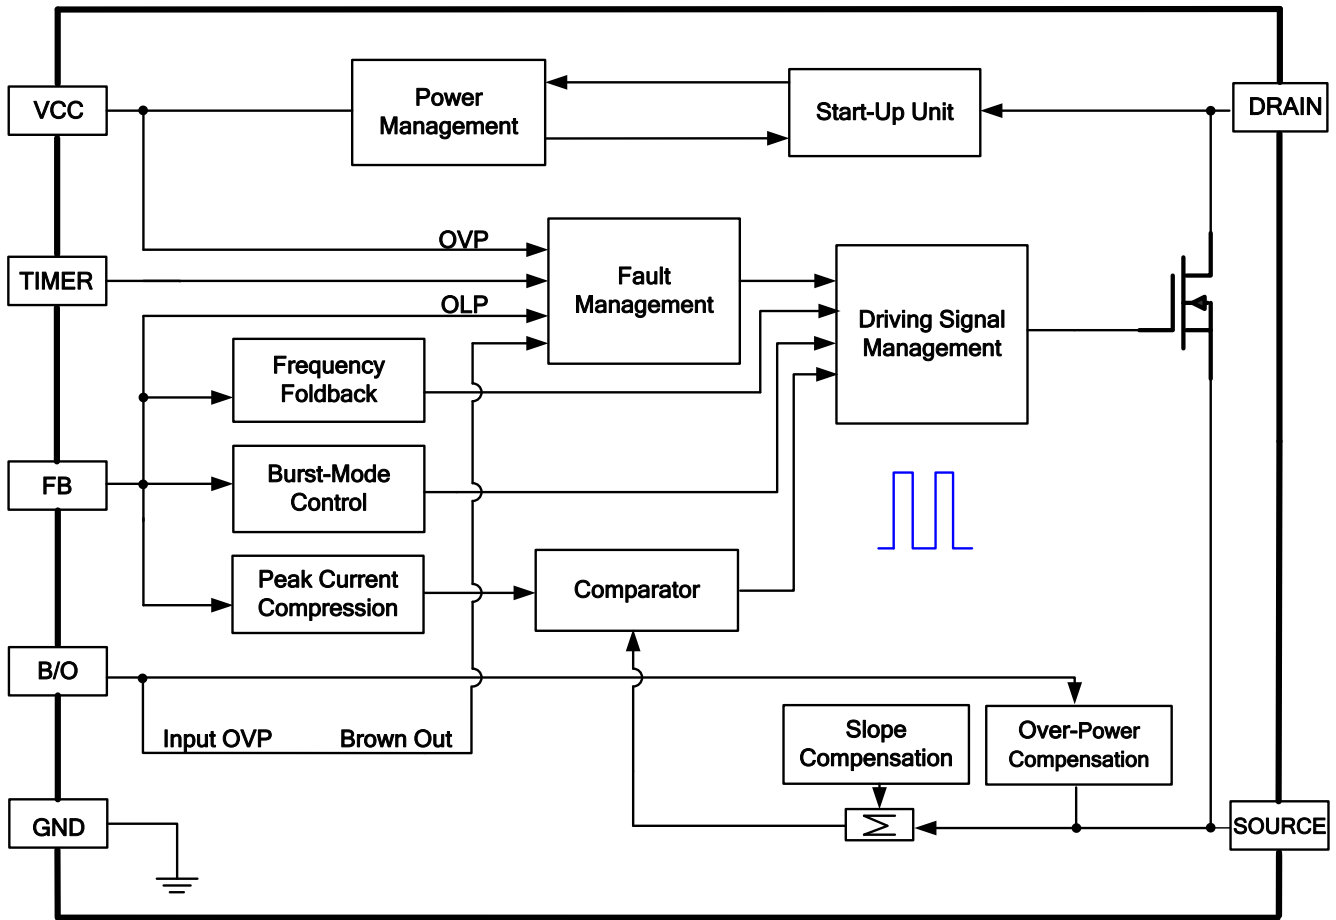 VCC
Power
Management
Start-Up Unit
DRAIN
OVP
TIMER
OLP
Fault
Management
Driving Signal
Management
Frequency
Foldback
FB
Burst-Mode
Control
Peak Current
Compression
Comparator
B/O
Input OVP
Brown Out
Slope
Compensation
Over-Power
Compensation
GND
Σ
SOURCE